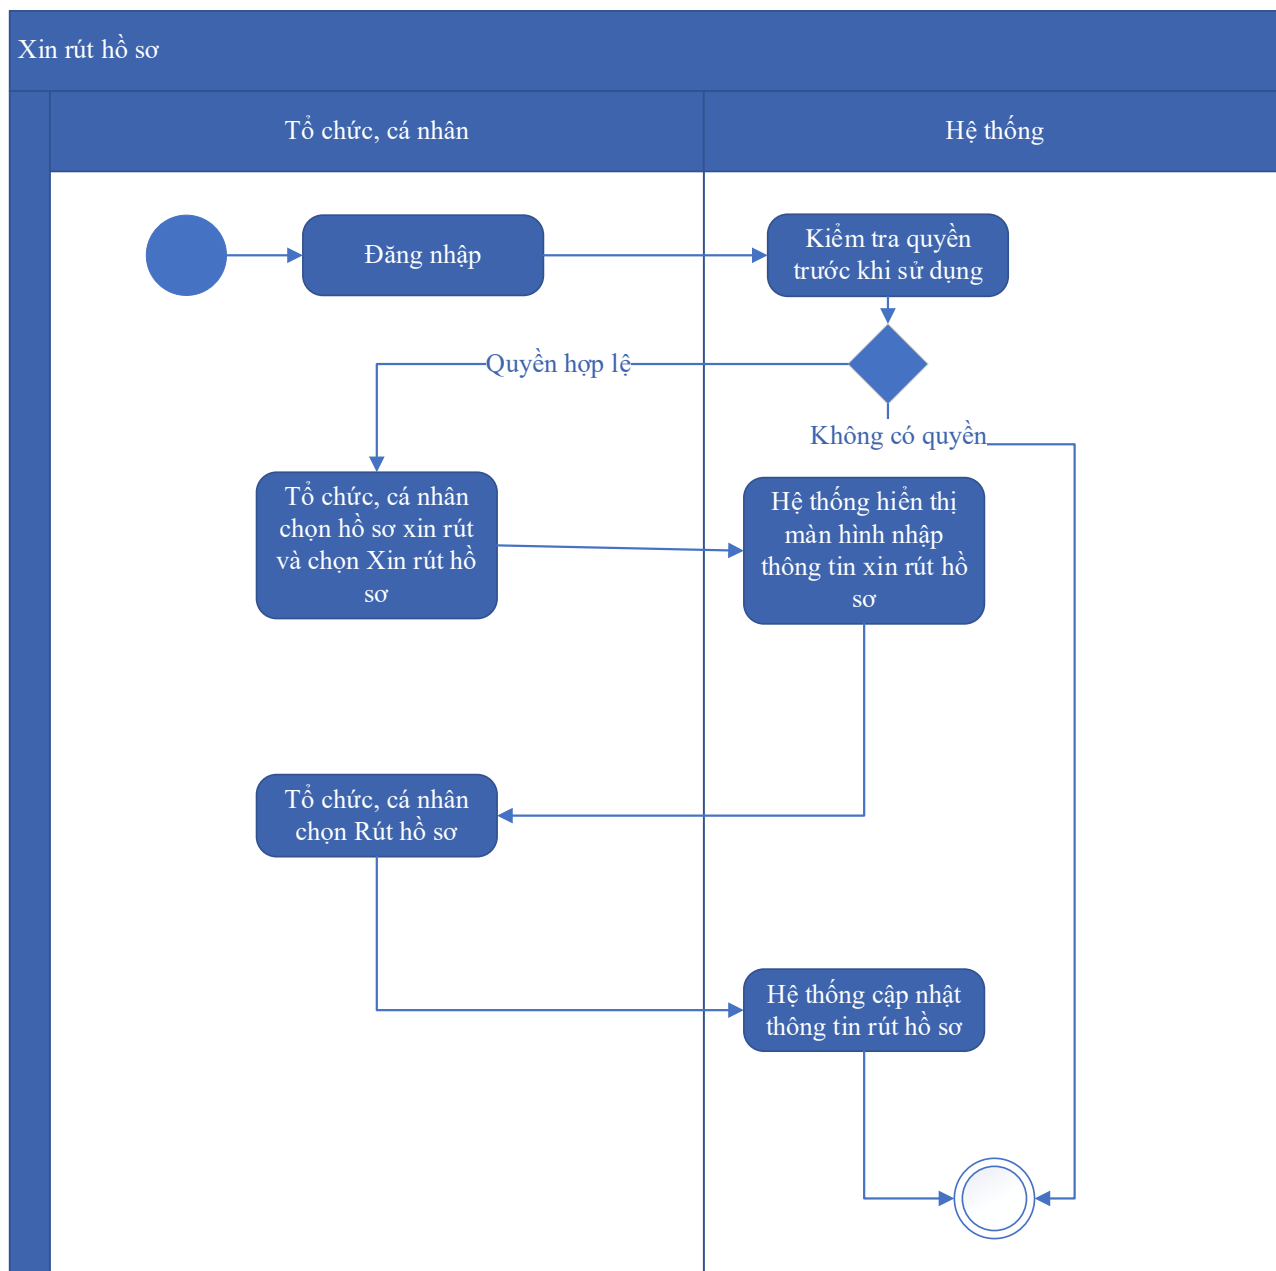 Xin rút hồ sơ
Tổ chức, cá nhân
Hệ thống
Đăng nhập
Kiểm tra quyền
trước khi sử dụng
Quyền hợp lệ
Không có quyền
Tổ chức, cá nhân
chọn hồ sơ xin rút
và chọn Xin rút hồ
sơ
Hệ thống hiển thị
màn hình nhập
thông tin xin rút hồ
sơ
Tổ chức, cá nhân
chọn Rút hồ sơ
Hệ thống cập nhật
thông tin rút hồ sơ